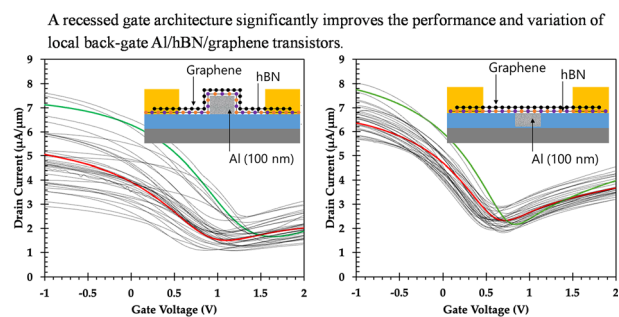 A recessed gate architecture significantly improves the performance and variation of
local back-gate Al/hBN/graphene transistors.
9
8
7
6
5
4
3
2
1
0
Drain Current (μA/μm)
Graphene
hBN
Al (100 nm)
-1 -0.5 0 0.5 1 1.5 2
Gate Voltage (V)
9
8
7
6
5
4
3
2
1
0
Drain Current (μA/μm)
Graphene
hBN
Al (100 nm)
-1 -0.5 0 0.5 1 1.5 2
Gate Voltage (V)